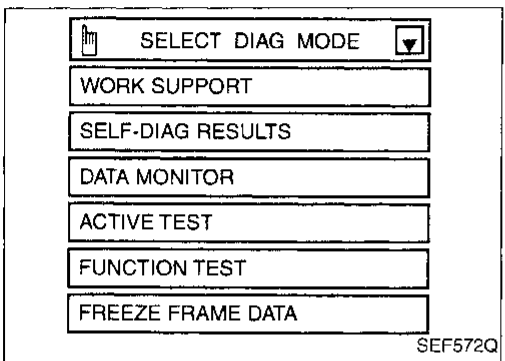 SELECT DIAG MODE
WORK SUPPORT
SELF-DIAG RESULTS
DATA MONITOR
ACTIVE TEST
FUNCTION TEST
FREEZE FRAME DATA
SEF572Q